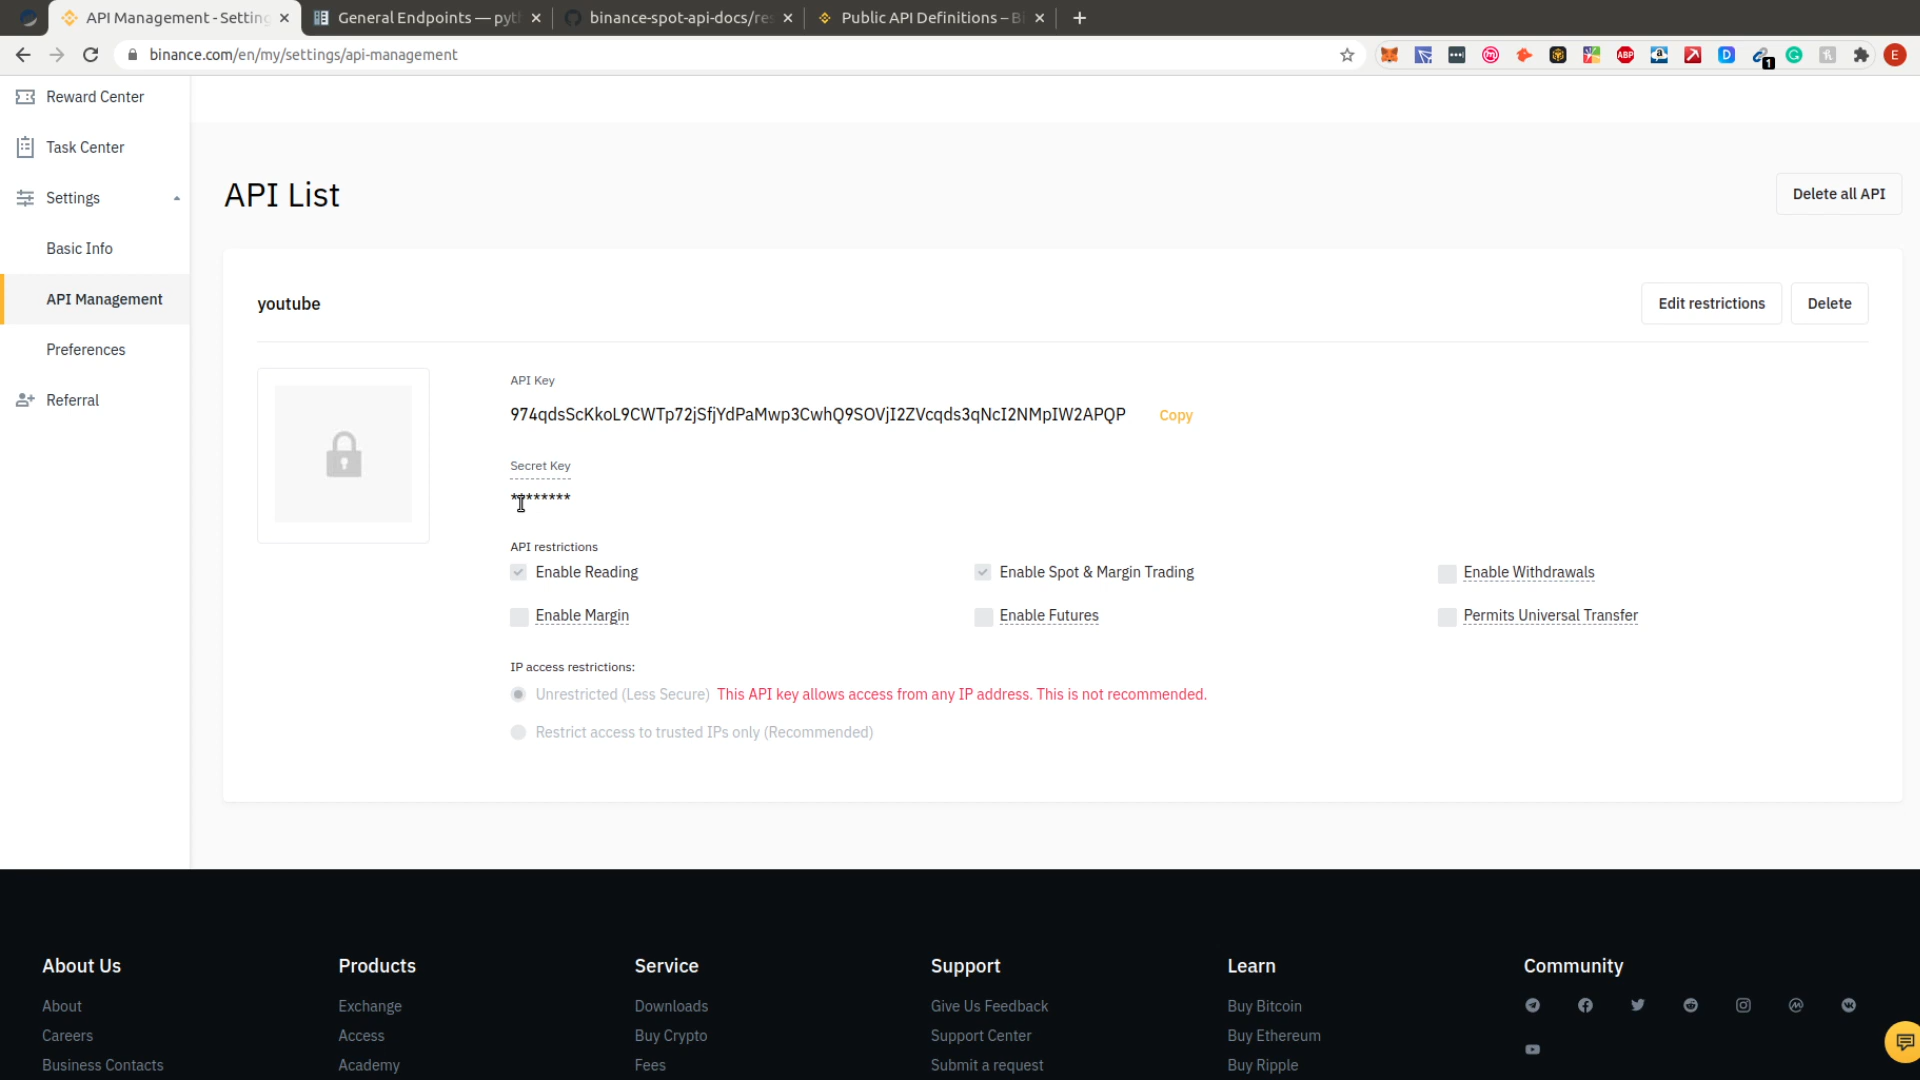 API Management - Setting
General Endpoints — pyth
binance-spot-api-docs/res
Public API Definitions – Bi
binance.com/en/my/settings/api-management
ABP
a
D
1
E
Reward Center
Task Center
Settings
Basic Info
API Management
Preferences
Referral
API List
Delete all API
youtube
Edit restrictions
Delete
API Key
974qdsScKkoL9CWTp72jSfjYdPaMwp3CwhQ9SOVjI2ZVcqds3qNcI2NMpIW2APQP
Copy
Secret Key
********
API restrictions
Enable Reading
Enable Spot & Margin Trading
Enable Withdrawals
Enable Margin
Enable Futures
Permits Universal Transfer
IP access restrictions:
Unrestricted (Less Secure) This API key allows access from any IP address. This is not recommended.
Restrict access to trusted IPs only (Recommended)
About Us
Products
Service
Support
Learn
Community
About
Exchange
Downloads
Give Us Feedback
Buy Bitcoin
Careers
Access
Buy Crypto
Support Center
Buy Ethereum
Business Contacts
Academy
Fees
Submit a request
Buy Ripple